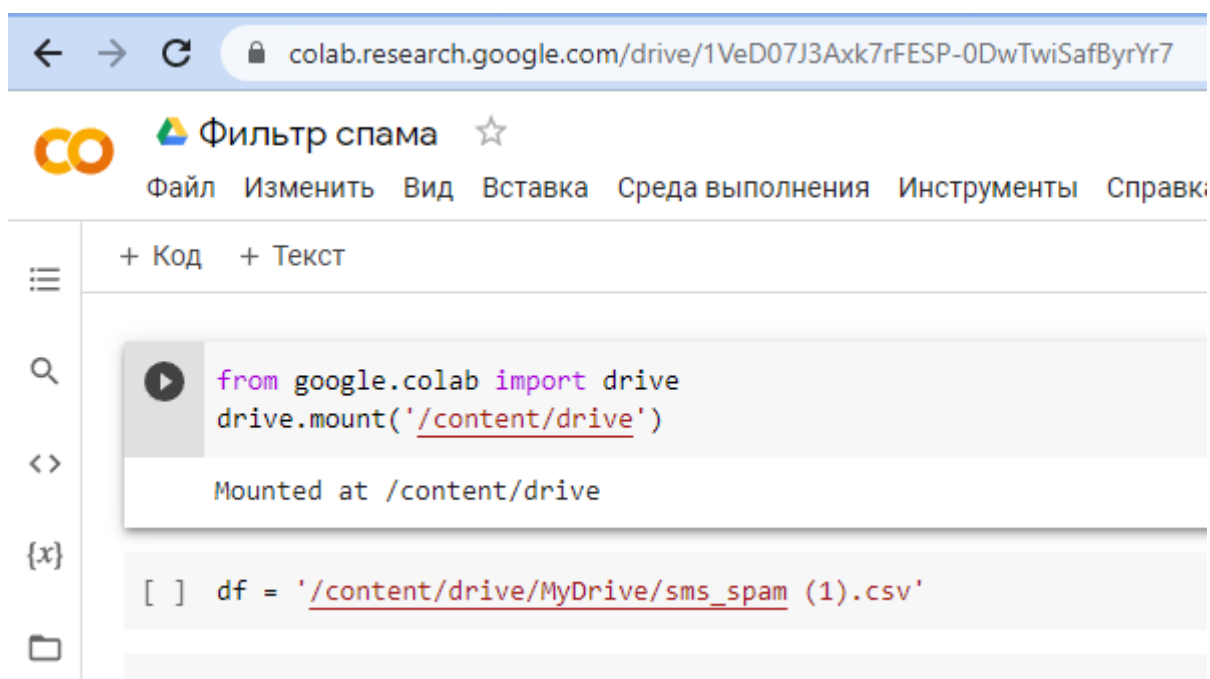 colab.research.google.com/drive/1VeD07J3Axk7rFESP-0DwTwiSafByrYr7
CO Фильтр спама
Файл Изменить Вид Вставка Среда выполнения Инструменты Справка
+ Код + Текст
from google.colab import drive
drive.mount('/content/drive')
Mounted at /content/drive
{x}
[ ] df = '/content/drive/MyDrive/sms_spam (1).csv'